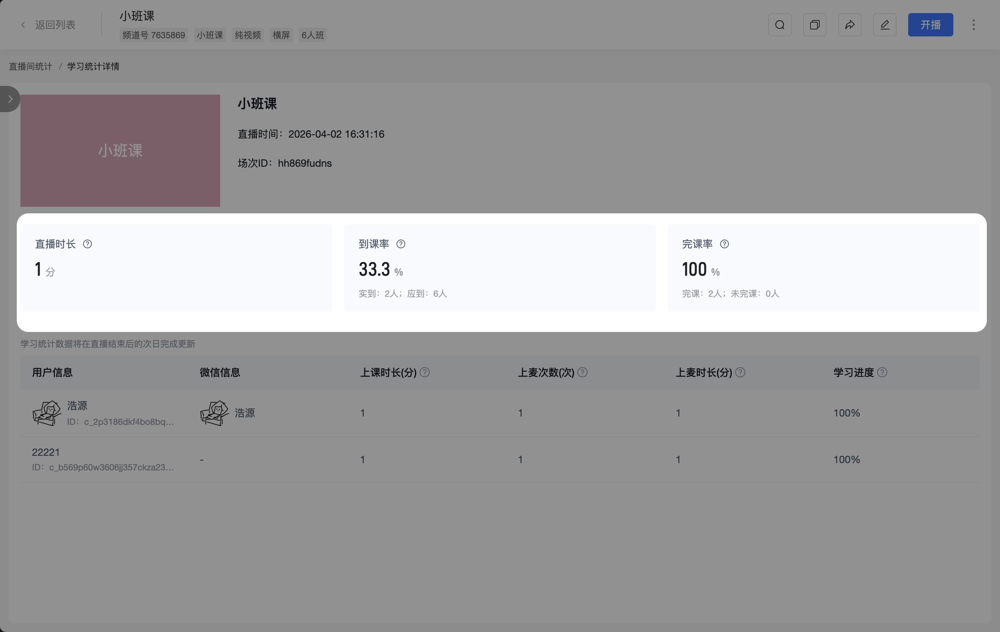 返回列表
小班课
频道号 7635869 小班课 纯视频 横屏 6人班
开播
直播间统计 / 学习统计详情
小班课
小班课
直播时间：2026-04-02 16:31:16
场次ID：hh869fudns
直播时长
1 分
到课率
33.3 %
实到：2人；应到：6人
完课率
100 %
完课：2人；未完课：0人
学习统计数据将在直播结束后的次日完成更新
用户信息 微信信息 上课时长(分) 上麦次数(次) 上麦时长(分) 学习进度
浩源
ID：c_2p3186dkf4bo8bq...
浩源 1 1 1 100%
22221
ID：c_b569p60w3606jj357ckza23...
- 1 1 1 100%